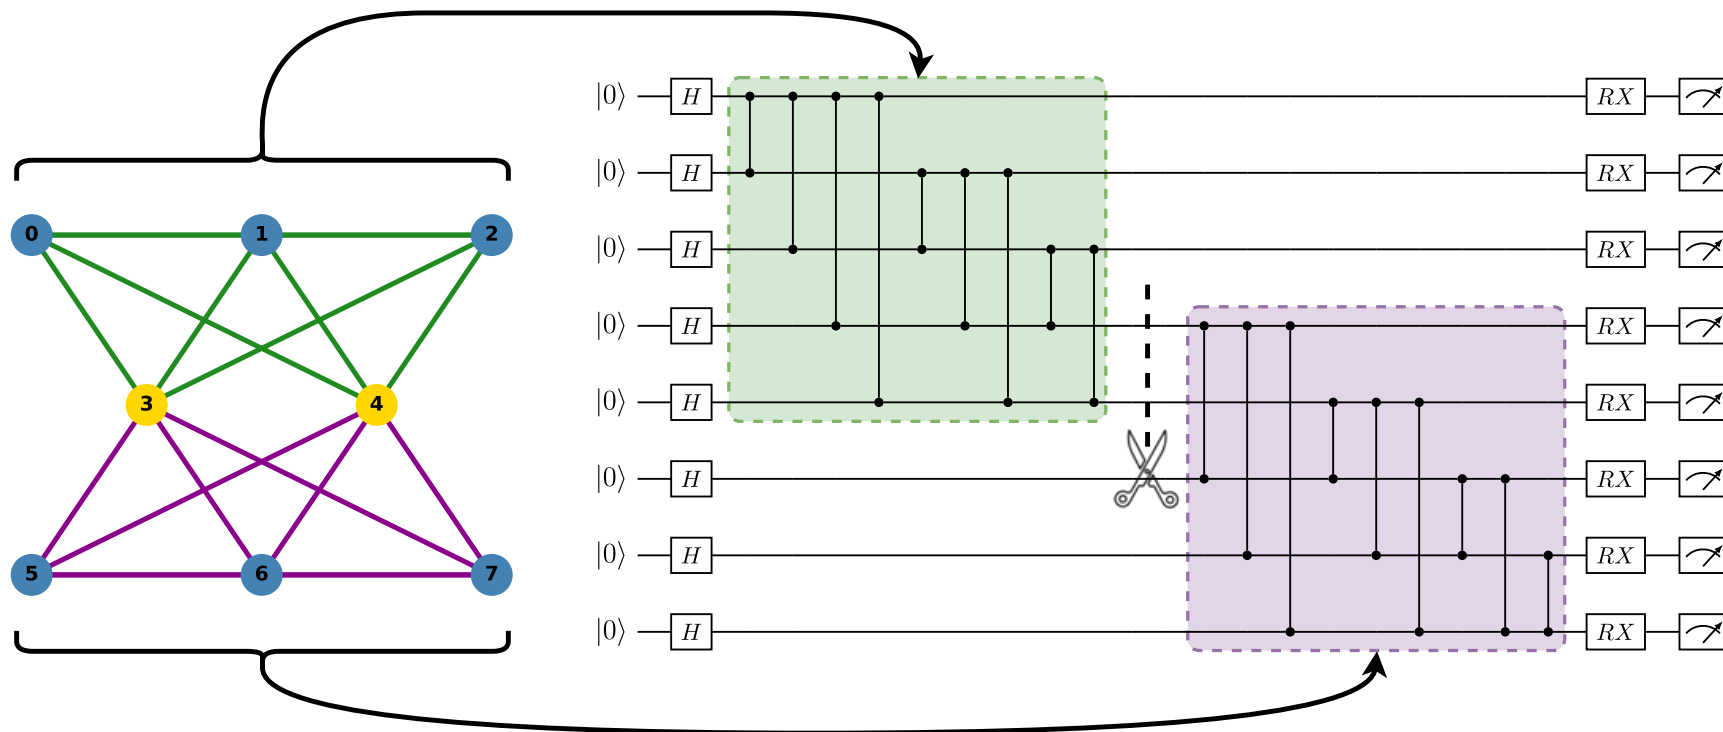 |0⟩ H RX
|0⟩ H RX
0 1 2 |0⟩ H RX
|0⟩ H RX
3 4 |0⟩ H RX
|0⟩ H RX
5 6 7 |0⟩ H RX
|0⟩ H RX